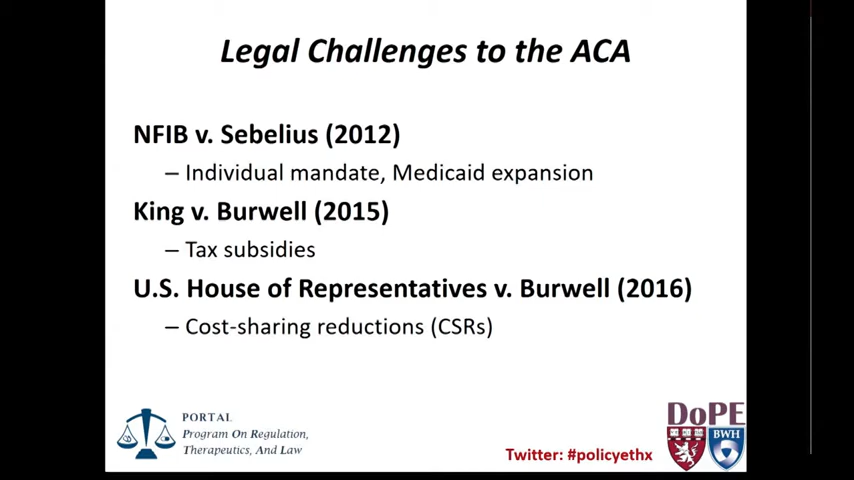 Legal Challenges to the ACA
NFIB v. Sebelius (2012)
– Individual mandate, Medicaid expansion
King v. Burwell (2015)
– Tax subsidies
U.S. House of Representatives v. Burwell (2016)
– Cost-sharing reductions (CSRs)
PORTAL
Program On Regulation,
Therapeutics, And Law
Twitter: #policyethx
DoPE
BWH